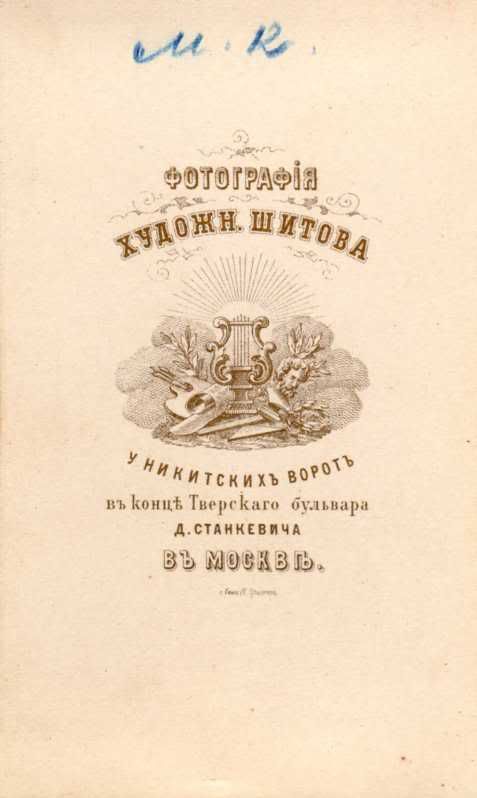 М. К.
ФОТОГРАФІЯ
ХУДОЖН. ШИТОВА
У НИКИТСКИХЪ ВОРОТЪ
въ концѣ Тверскаго бульвара
Д. СТАНКЕВИЧА
ВЪ МОСКВѢ.